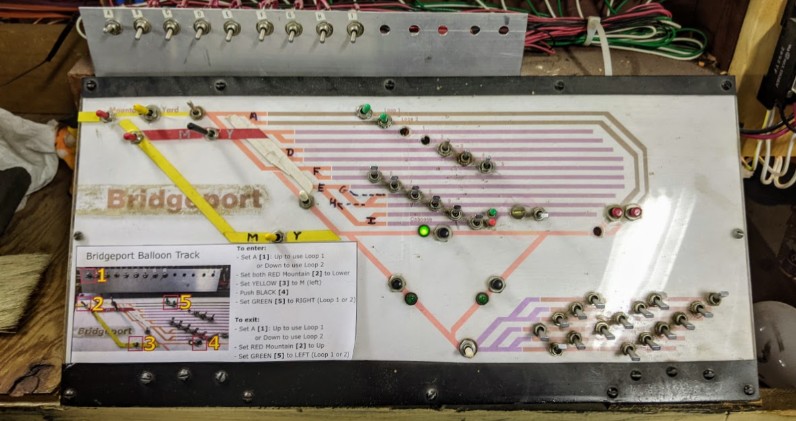 Yard
Loop 1
A
M Y
D
F
E
G
H
I
Bridgeport
M Y
Bridgeport Balloon Track
1
2
5
Bridgeport
3
4
To enter:
- Set A [1]: Up to use Loop 1
or Down to use Loop 2
- Set both RED Mountain [2] to Lower
- Set YELLOW [3] to M (left)
Push BLACK [4]
- Set GREEN [5] to RIGHT (Loop 1 or 2)
To exit:
- Set A [1]: Up to use Loop 1
or Down to use Loop 2
- Set RED Mountain [2] to Up
- Set GREEN [5] to LEFT (Loop 1 or 2)